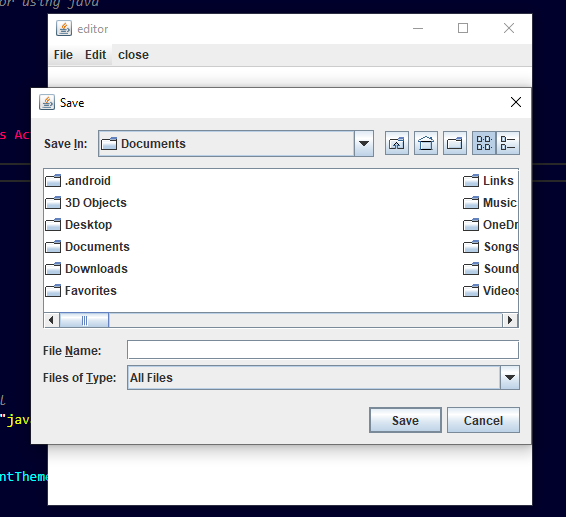 or using java
editor
File Edit close
s Ac
Save
Save In: Documents
.android
3D Objects
Desktop
Documents
Downloads
Favorites
Links
Music
OneDr
Songs
Sound
Videos
File Name:
Files of Type: All Files
Save Cancel
l
"java
ntTheme